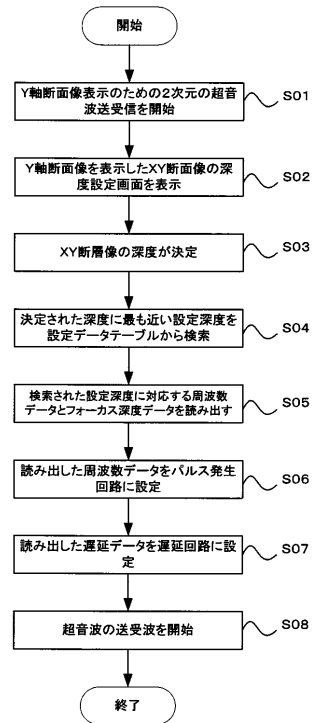 開始
Y軸断面像表示のための2次元の超音
波送受信を開始
S01
Y軸断面像を表示したXY断面像の深
度設定画面を表示
S02
XY断層像の深度が決定
S03
決定された深度に最も近い設定深度を
設定データテーブルから検索
S04
検索された設定深度に対応する周波数
データとフォーカス深度データを読み出す
S05
読み出した周波数データをパルス発生
回路に設定
S06
読み出した遅延データを遅延回路に設
定
S07
超音波の送受波を開始
S08
終了